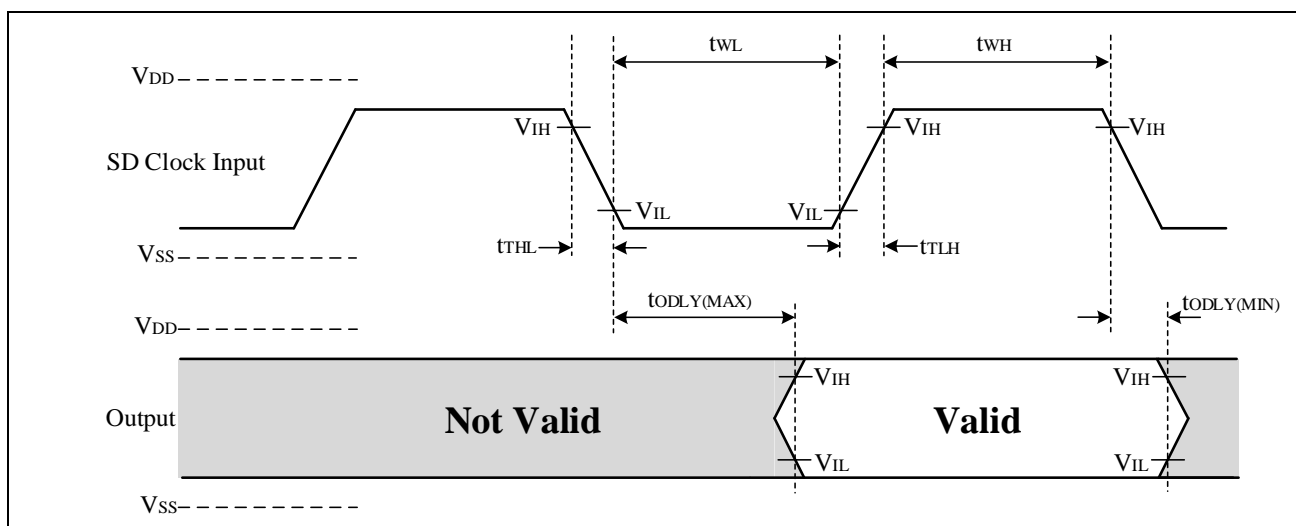 tWL
tWH
VDD
VIH
VIH
VIH
SD Clock Input
VIL
VIL
VSS
tTHL
tTLH
tODLY(MAX)
tODLY(MIN)
VDD
VIH
VIH
Output
Not Valid
Valid
VIL
VIL
VSS